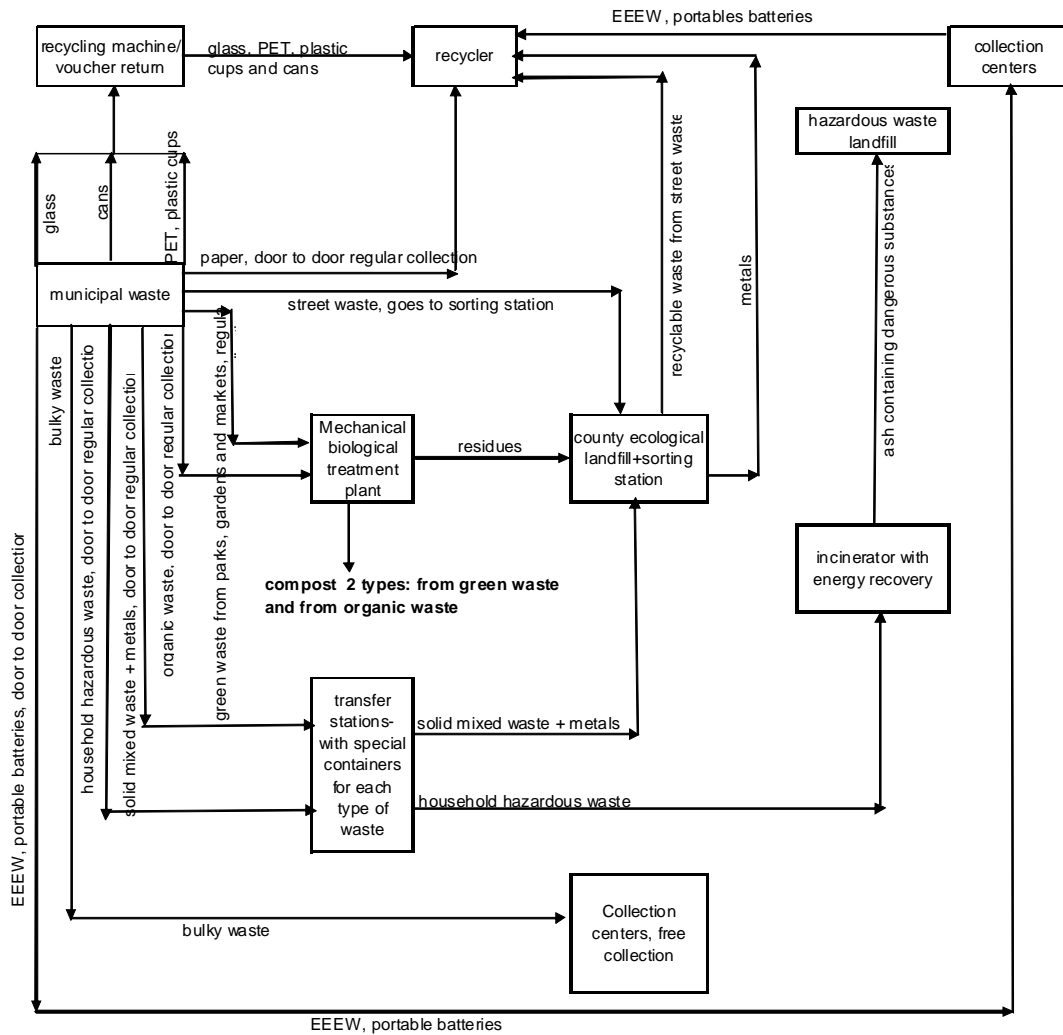 EEEW, portables batteries
recycling machine/
voucher return
glass, PET, plastic
cups and cans
recycler
collection
centers
hazardous waste
landfill
glass
cans
PET, plastic cups
paper, door to door regular collection
municipal waste
street waste, goes to sorting station
recyclable waste from street waste
metals
ash containing dangerous substances
bulky waste
household hazardous waste, door to door regular collectio
solid mixed waste + metals, door to door regular collection
organic waste, door to door regular collection
green waste from parks, gardens and markets, regula
Mechanical
biological
treatment
plant
residues
county ecological
landfill+sorting
station
compost 2 types: from green waste
and from organic waste
incinerator with
energy recovery
EEEW, portable batteries, door to door collection
transfer
stations-
with special
containers
for each
type of
waste
solid mixed waste + metals
household hazardous waste
bulky waste
Collection
centers, free
collection
EEEW, portable batteries